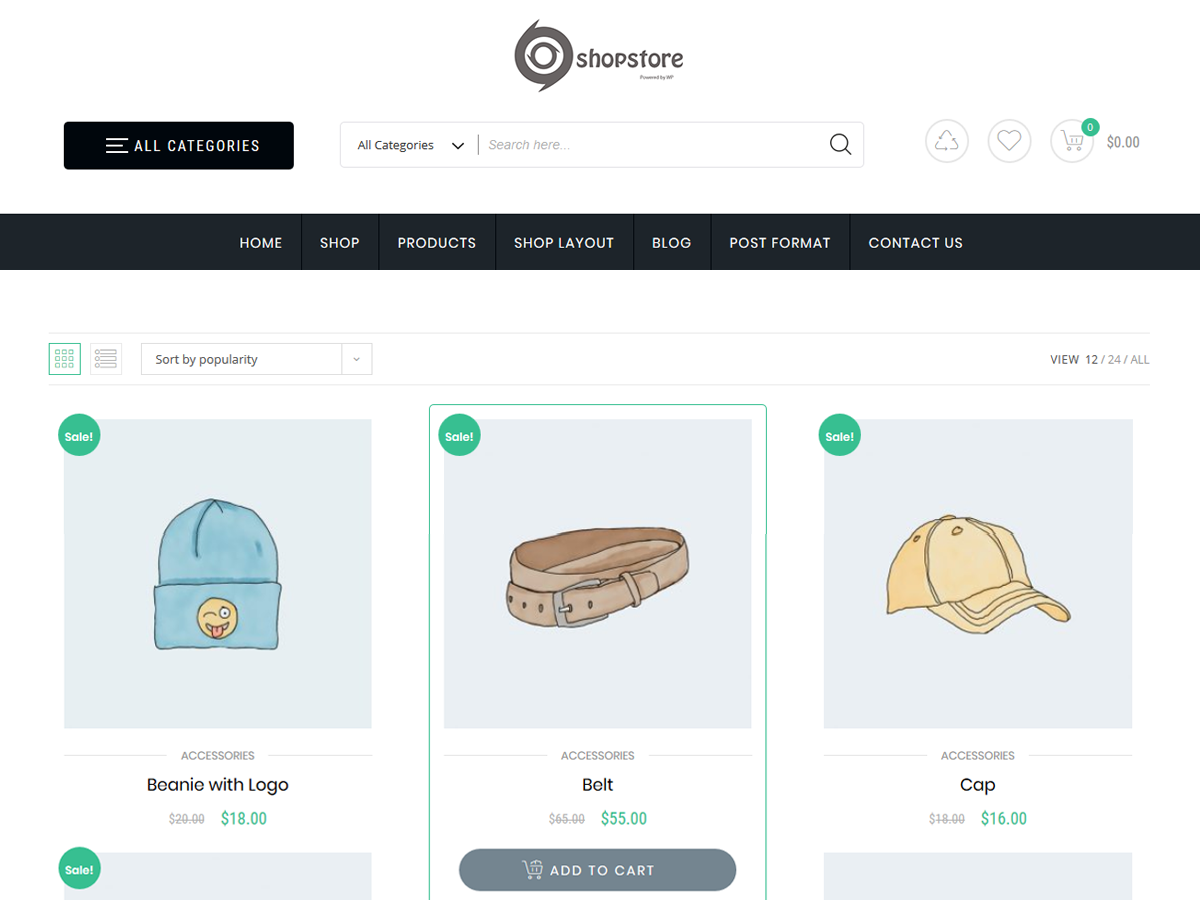 shopstore
Powered by WP
ALL CATEGORIES
All Categories
Search here...
0
$0.00
HOME
SHOP
PRODUCTS
SHOP LAYOUT
BLOG
POST FORMAT
CONTACT US
Sort by popularity
VIEW 12 / 24 / ALL
Sale!
Sale!
Sale!
ACCESSORIES
ACCESSORIES
ACCESSORIES
Beanie with Logo
Belt
Cap
$20.00 $18.00
$65.00 $55.00
$18.00 $16.00
Sale!
ADD TO CART